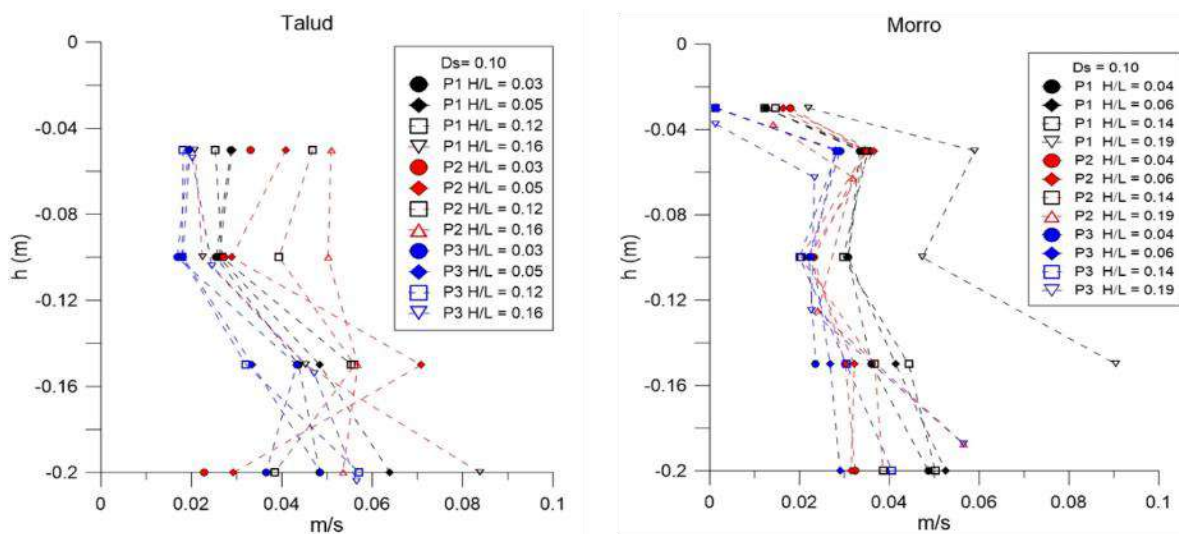 Talud
0
-0.04
-0.08
-0.12
-0.16
-0.2
h (m)
0
0.02
0.04
0.06
0.08
0.1
m/s
Ds= 0.10
P1 H/L = 0.03
P1 H/L = 0.05
P1 H/L = 0.12
P1 H/L = 0.16
P2 H/L = 0.03
P2 H/L = 0.05
P2 H/L = 0.12
P2 H/L = 0.16
P3 H/L = 0.03
P3 H/L = 0.05
P3 H/L = 0.12
P3 H/L = 0.16
Morro
0
-0.04
-0.08
-0.12
-0.16
-0.2
h (m)
0
0.02
0.04
0.06
0.08
0.1
m/s
Ds = 0.10
P1 H/L = 0.04
P1 H/L = 0.06
P1 H/L = 0.14
P1 H/L = 0.19
P2 H/L = 0.04
P2 H/L = 0.06
P2 H/L = 0.14
P2 H/L = 0.19
P3 H/L = 0.04
P3 H/L = 0.06
P3 H/L = 0.14
P3 H/L = 0.19